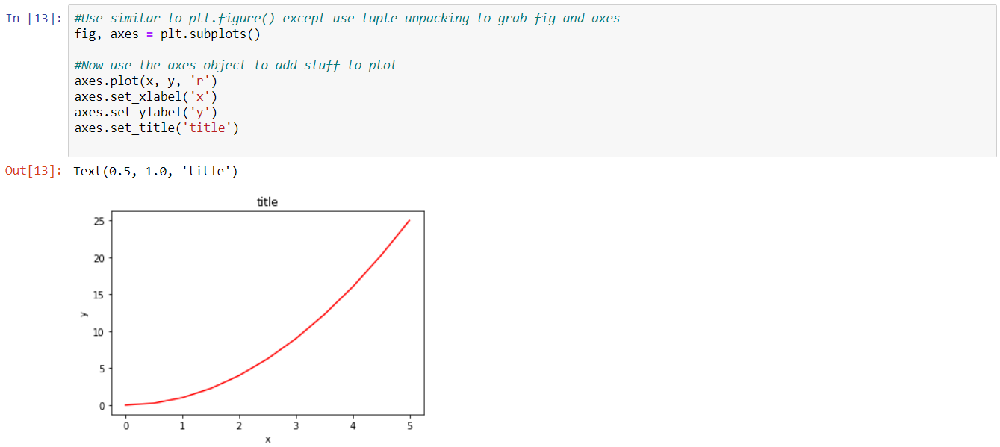 In [13]: #Use similar to plt.figure() except use tuple unpacking to grab fig and axes
fig, axes = plt.subplots()
#Now use the axes object to add stuff to plot
axes.plot(x, y, 'r')
axes.set_xlabel('x')
axes.set_ylabel('y')
axes.set_title('title')
Out[13]: Text(0.5, 1.0, 'title')
title
25
20
15
10
5
0
y
0 1 2 3 4 5
x